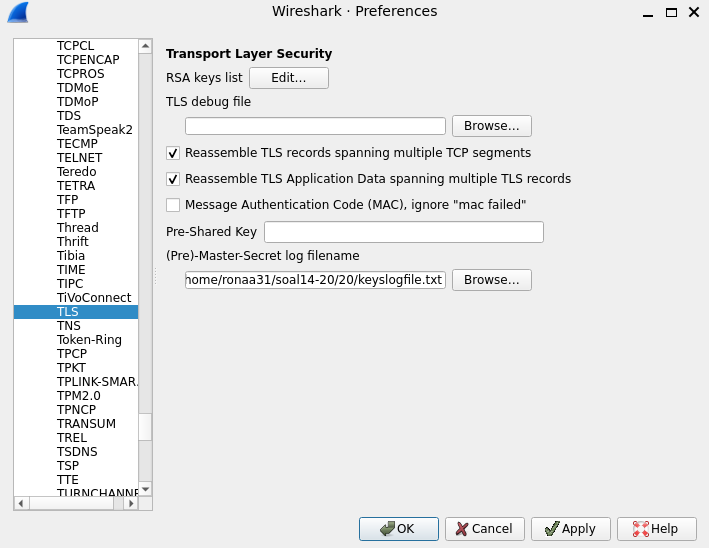 Wireshark · Preferences
TCPCL
TCPENCAP
TCPROS
TDMoE
TDMoP
TDS
TeamSpeak2
TECMP
TELNET
Teredo
TETRA
TFP
TFTP
Thread
Thrift
Tibia
TIME
TIPC
TiVoConnect
TLS
TNS
Token-Ring
TPCP
TPKT
TPLINK-SMAR.
TPM2.0
TPNCP
TRANSUM
TREL
TSDNS
TSP
TTE
TURNCHANNE
Transport Layer Security
RSA keys list Edit...
TLS debug file
Browse...
Reassemble TLS records spanning multiple TCP segments
Reassemble TLS Application Data spanning multiple TLS records
Message Authentication Code (MAC), ignore "mac failed"
Pre-Shared Key
(Pre)-Master-Secret log filename
home/ronaa31/soal14-20/20/keyslogfile.txt Browse...
OK Cancel Apply Help